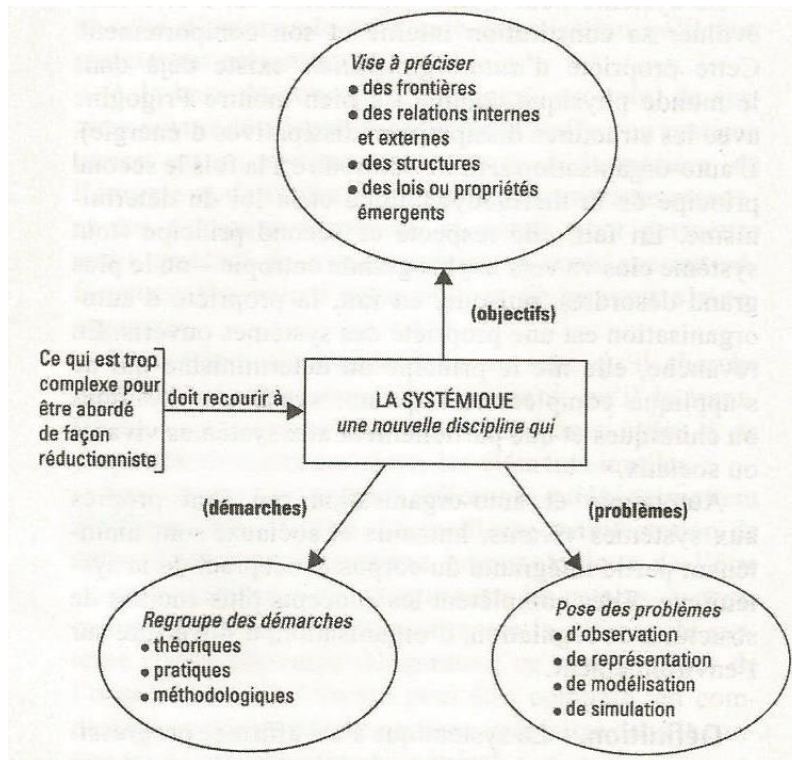 Vise à préciser
• des frontières
• des relations internes
et externes
• des structures
• des lois ou propriétés
émergents
(objectifs)
Ce qui est trop
complexe pour
être abordé
de façon
réductionniste
doit recourir à
LA SYSTÉMIQUE
une nouvelle discipline qui
(démarches)
(problèmes)
Regroupe des démarches
• théoriques
• pratiques
• méthodologiques
Pose des problèmes
• d'observation
• de représentation
• de modélisation
• de simulation